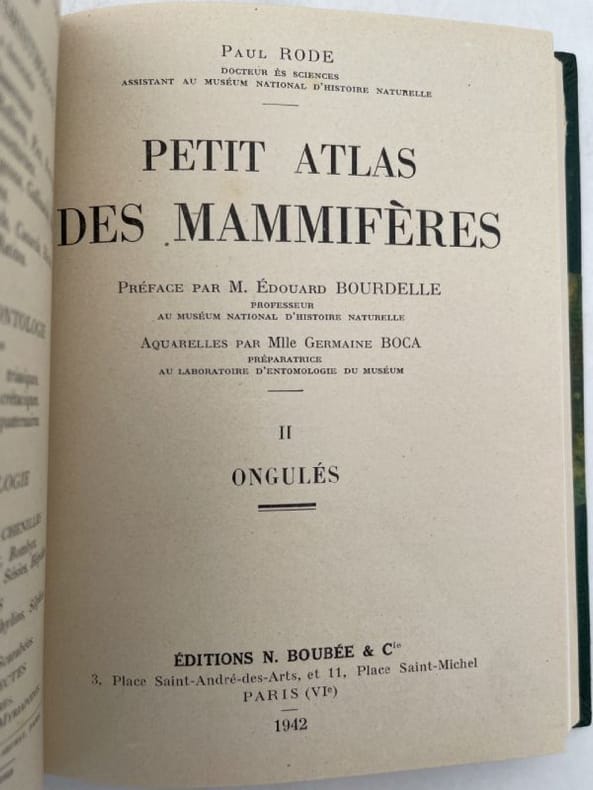 PAUL RODE
DOCTEUR ÈS SCIENCES
ASSISTANT AU MUSÉUM NATIONAL D'HISTOIRE NATURELLE
PETIT ATLAS
DES MAMMIFÈRES
PRÉFACE PAR M. ÉDOUARD BOURDELLE
PROFESSEUR
AU MUSÉUM NATIONAL D'HISTOIRE NATURELLE
AQUARELLES PAR Mlle GERMAINE BOCA
PRÉPARATRICE
AU LABORATOIRE D'ENTOMOLOGIE DU MUSÉUM
II
ONGULÉS
ÉDITIONS N. BOUBÉE & Cie
3, Place Saint-André-des-Arts, et 11, Place Saint-Michel
PARIS (VIe)
1942
CHENILLES